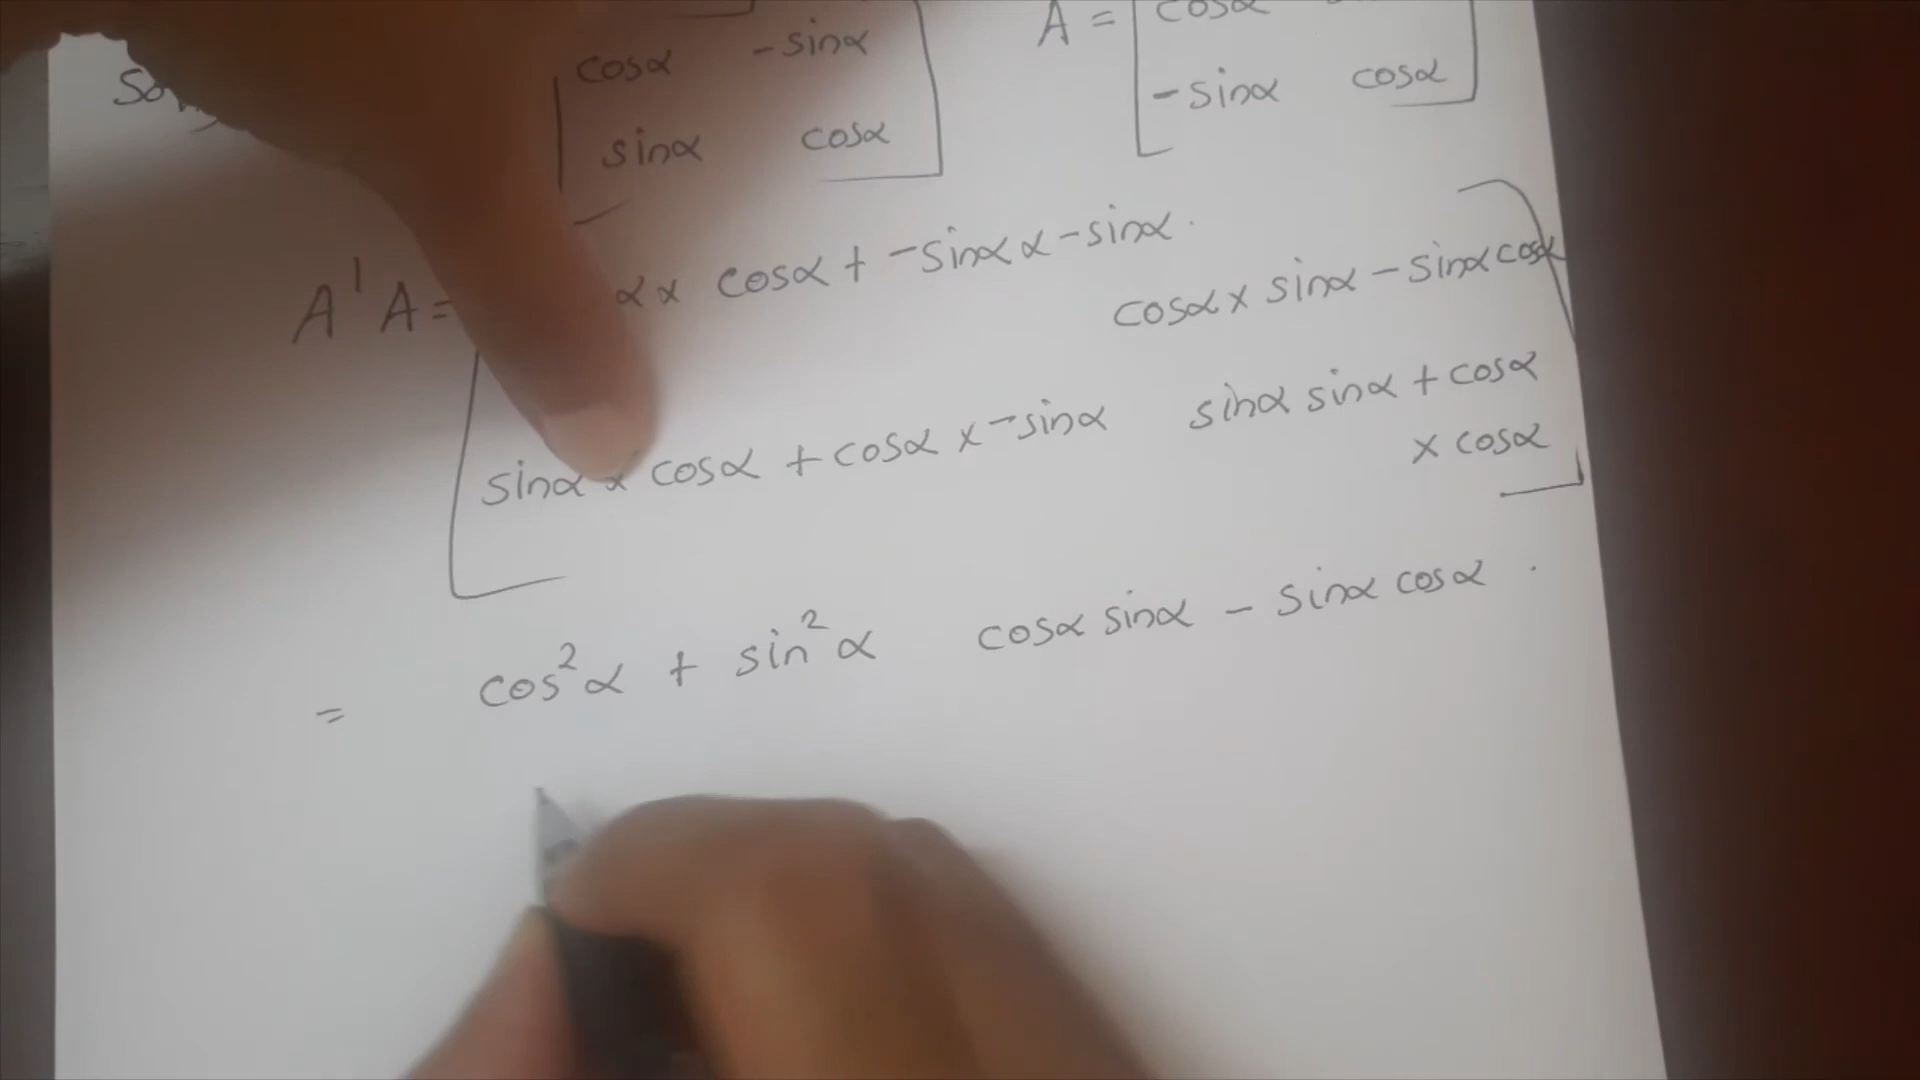 A = cosα
cosα -sinα
-sinα cosα
sinα cosα
A' A = αx cosα + -sinα x -sinα
cosα x sinα - sinα cosα
sinα x cosα + cosα x -sinα sinα sinα + cosα
x cosα
= cos²α + sin²α cosα sinα - sinα cosα